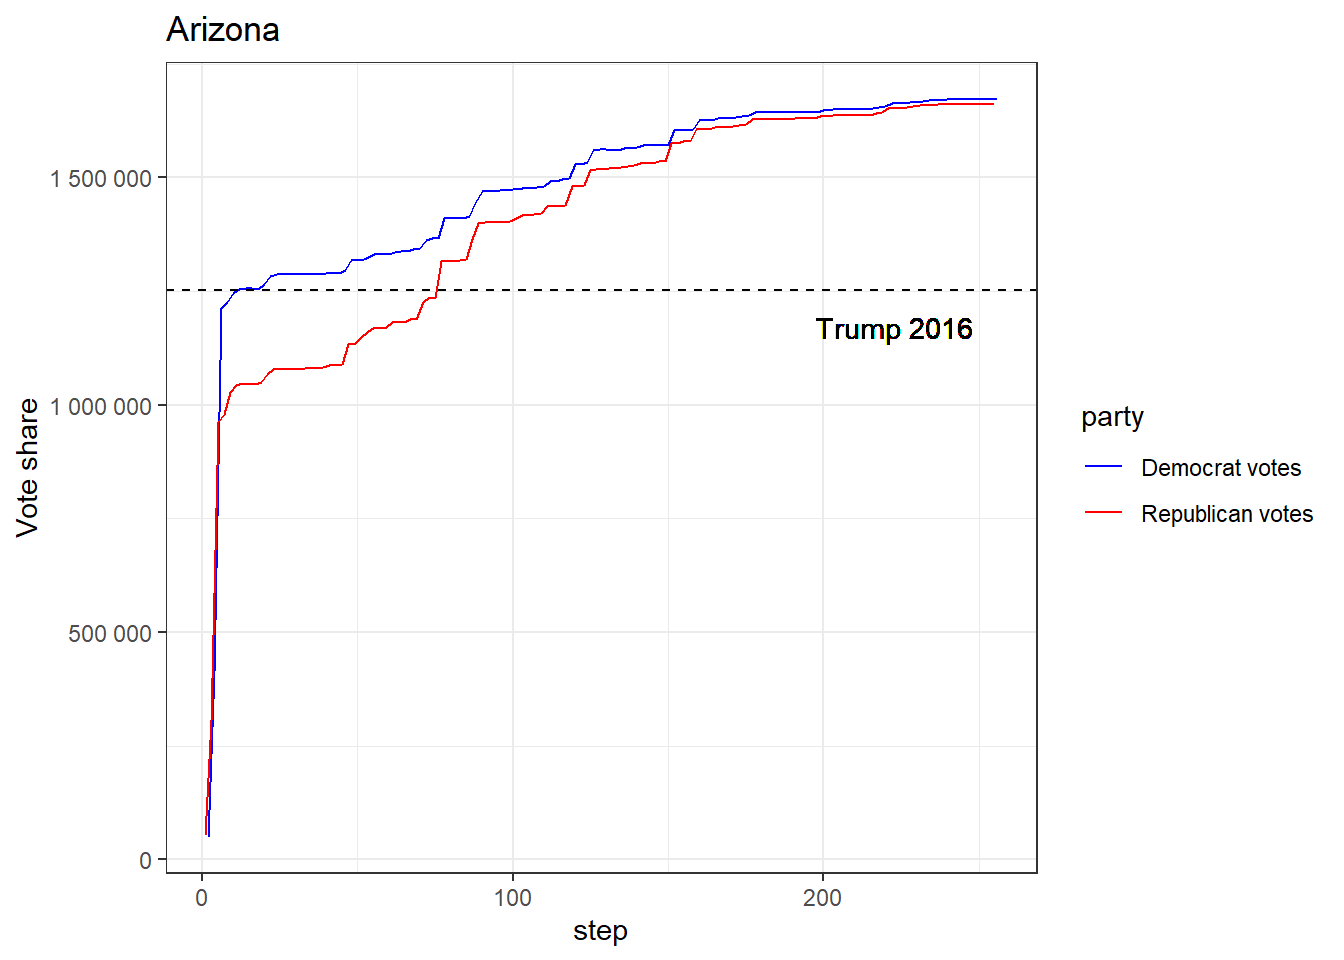 Arizona
Vote share
1 500 000
1 000 000
500 000
0
Trump 2016
0
100
200
step
party
Democrat votes
Republican votes